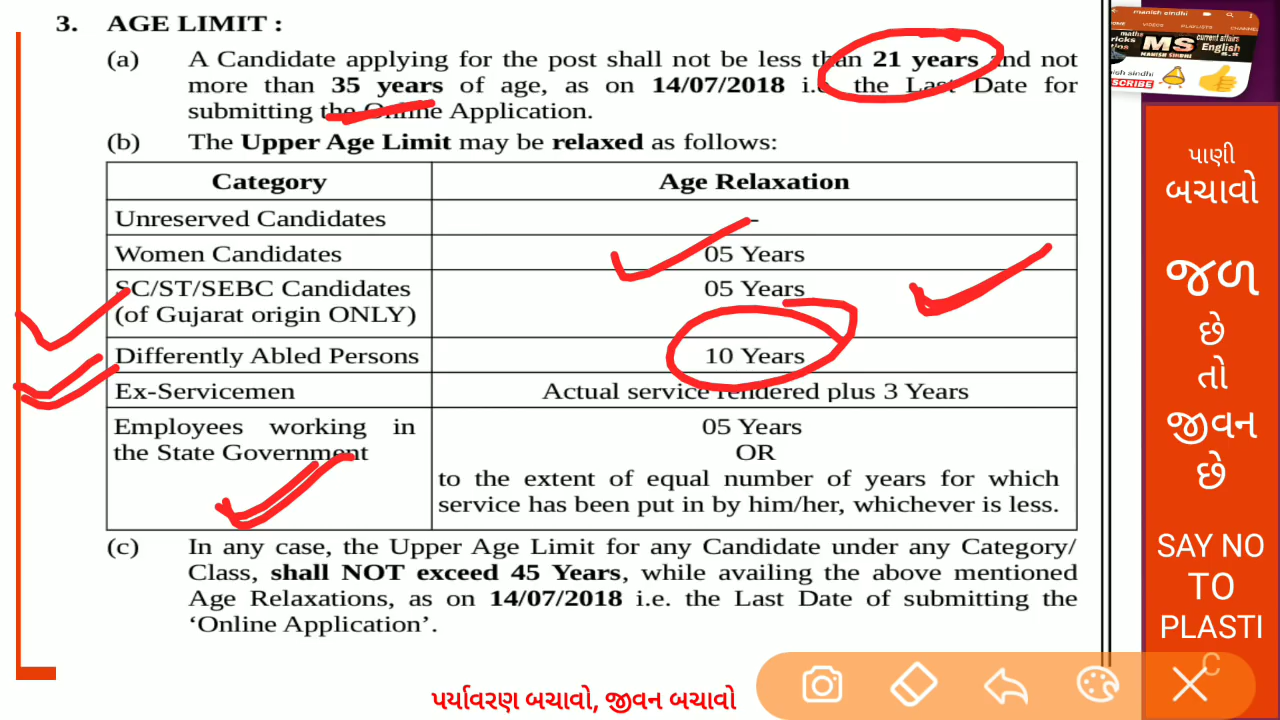 3. AGE LIMIT :
(a) A Candidate applying for the post shall not be less than 21 years and not
more than 35 years of age, as on 14/07/2018 i.e. the Last Date for
submitting the Online Application.
(b) The Upper Age Limit may be relaxed as follows:
Category Age Relaxation
Unreserved Candidates -
Women Candidates 05 Years
SC/ST/SEBC Candidates 05 Years
(of Gujarat origin ONLY)
Differently Abled Persons 10 Years
Ex-Servicemen Actual service rendered plus 3 Years
Employees working in 05 Years
the State Government OR
to the extent of equal number of years for which
service has been put in by him/her, whichever is less.
(c) In any case, the Upper Age Limit for any Candidate under any Category/
Class, shall NOT exceed 45 Years, while availing the above mentioned
Age Relaxations, as on 14/07/2018 i.e. the Last Date of submitting the
‘Online Application’.
પર્યાવરણ બચાવો, જીવન બચાવો
manish sindhi
VIDEOS PLAYLISTS
maths
MS
MANISH SINDHI
current affairs
English
પાણી
બચાવો
જળ
છે
તો
જીવન
છે
SAY NO
TO
PLASTI
C